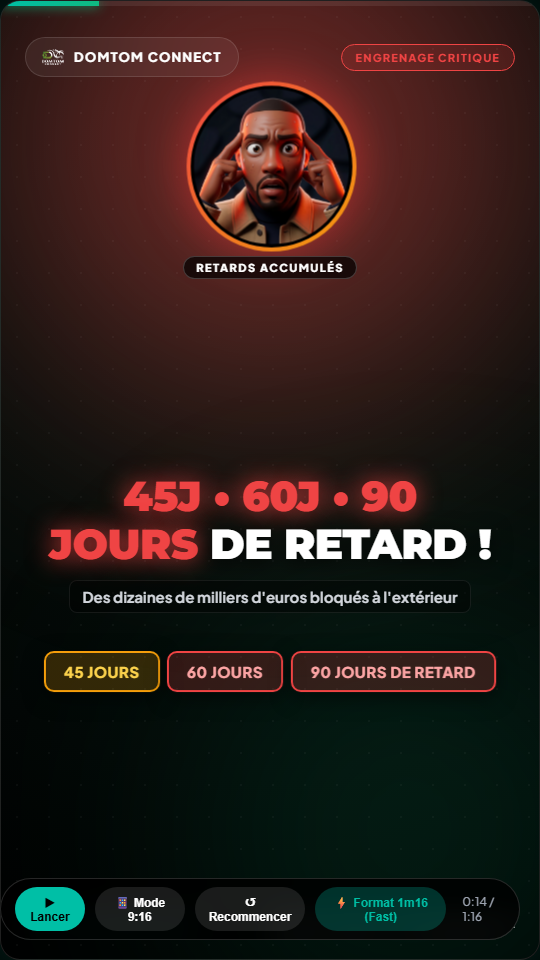 DOMTOM CONNECT
ENGRENAGE CRITIQUE
RETARDS ACCUMULÉS
45J • 60J • 90
JOURS DE RETARD !
Des dizaines de milliers d'euros bloqués à l'extérieur
45 JOURS
60 JOURS
90 JOURS DE RETARD
▶
Lancer
Mode
9:16
↺
Recommencer
Format 1m16
(Fast)
0:14 /
1:16